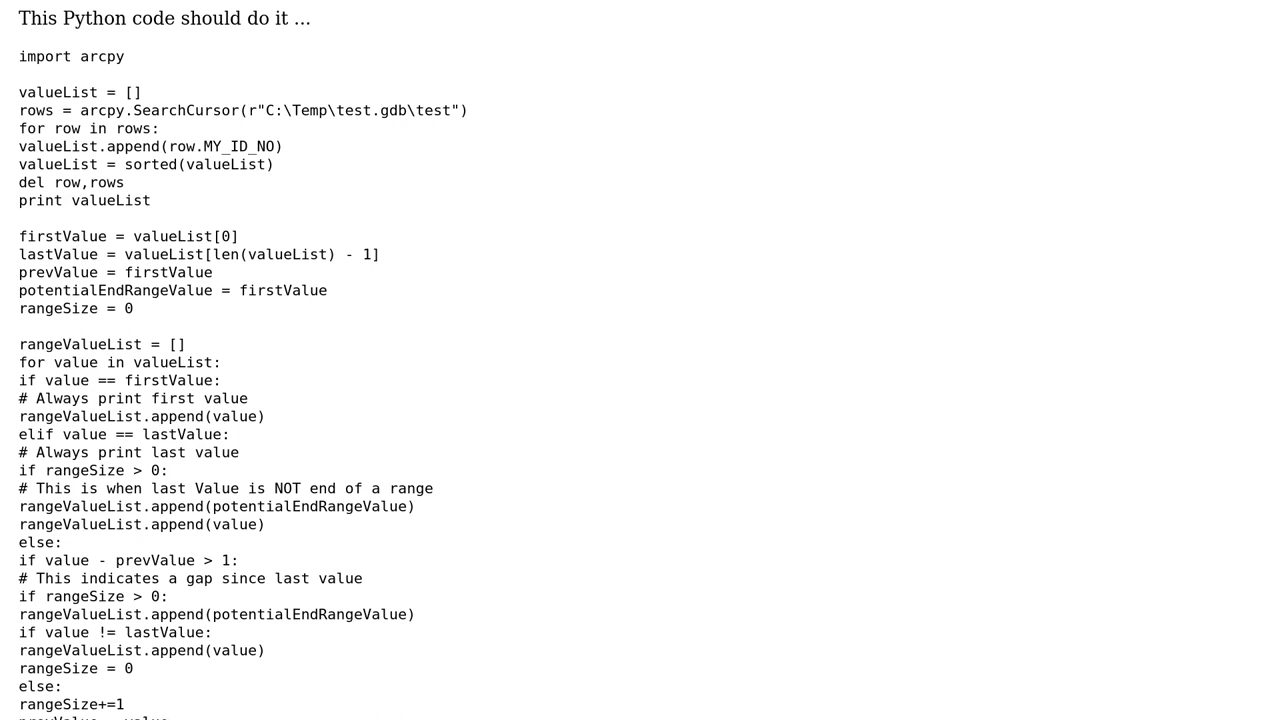 This Python code should do it ...
import arcpy
valueList = []
rows = arcpy.SearchCursor(r"C:\Temp\test.gdb\test")
for row in rows:
valueList.append(row.MY_ID_NO)
valueList = sorted(valueList)
del row,rows
print valueList
firstValue = valueList[0]
lastValue = valueList[len(valueList) - 1]
prevValue = firstValue
potentialEndRangeValue = firstValue
rangeSize = 0
rangeValueList = []
for value in valueList:
if value == firstValue:
# Always print first value
rangeValueList.append(value)
elif value == lastValue:
# Always print last value
if rangeSize > 0:
# This is when last Value is NOT end of a range
rangeValueList.append(potentialEndRangeValue)
rangeValueList.append(value)
else:
if value - prevValue > 1:
# This indicates a gap since last value
if rangeSize > 0:
rangeValueList.append(potentialEndRangeValue)
if value != lastValue:
rangeValueList.append(value)
rangeSize = 0
else:
rangeSize+=1